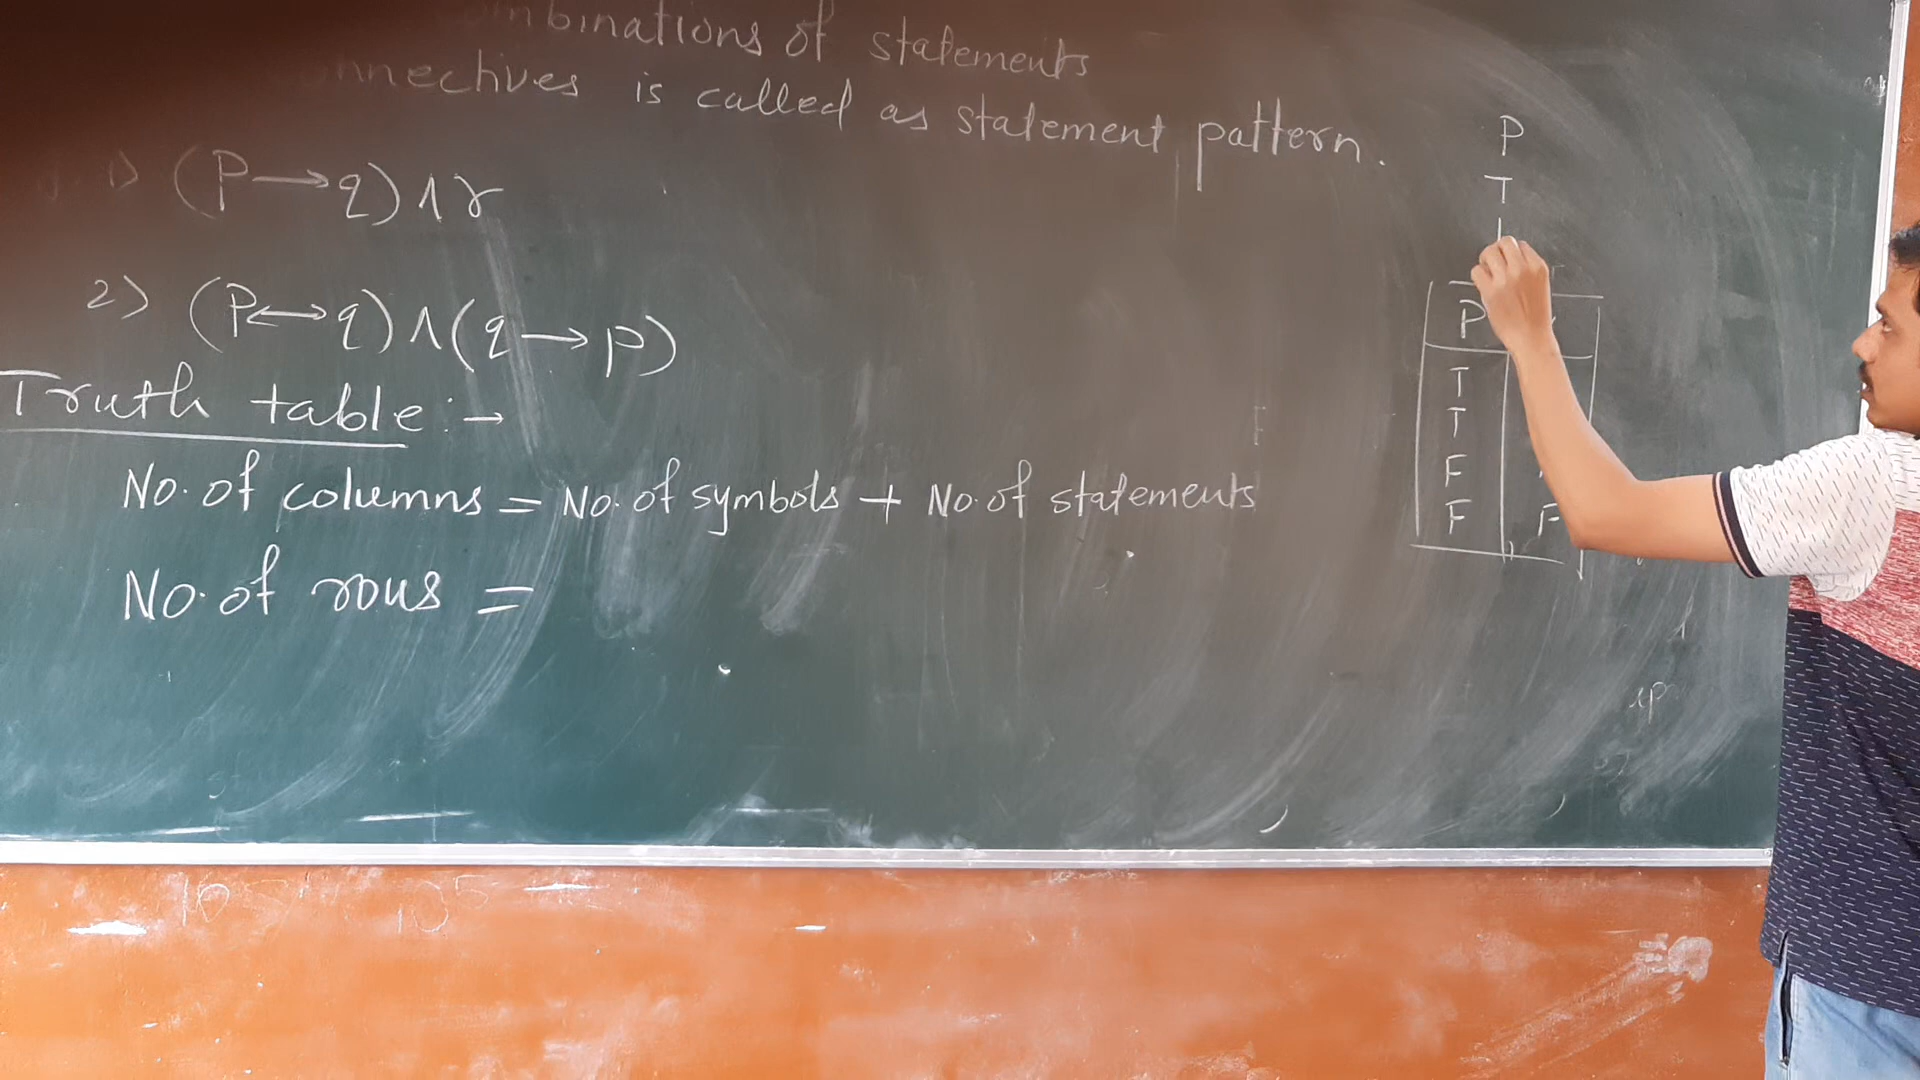 mbinations of statements
nnectives is called as statement pattern.
1) (P→q)∧r
2) (P↔q)∧(q→p)
Truth table:→
No. of columns = No. of symbols + No. of statements
No. of rows =
P
T
P
T
T
F
F F